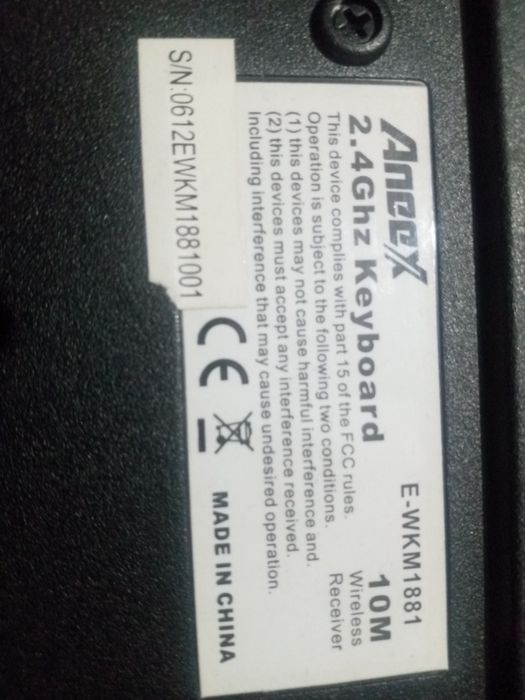 Aneex E-WKM1881
2.4Ghz Keyboard 10M
Wireless
Receiver
This device complies with part 15 of the FCC rules.
Operation is subject to the following two conditions.
(1) this devices may not cause harmful interference and.
(2) this devices must accept any interference received.
Including interference that may cause undesired operation.
CE MADE IN CHINA
S/N:0612EWKM1881001